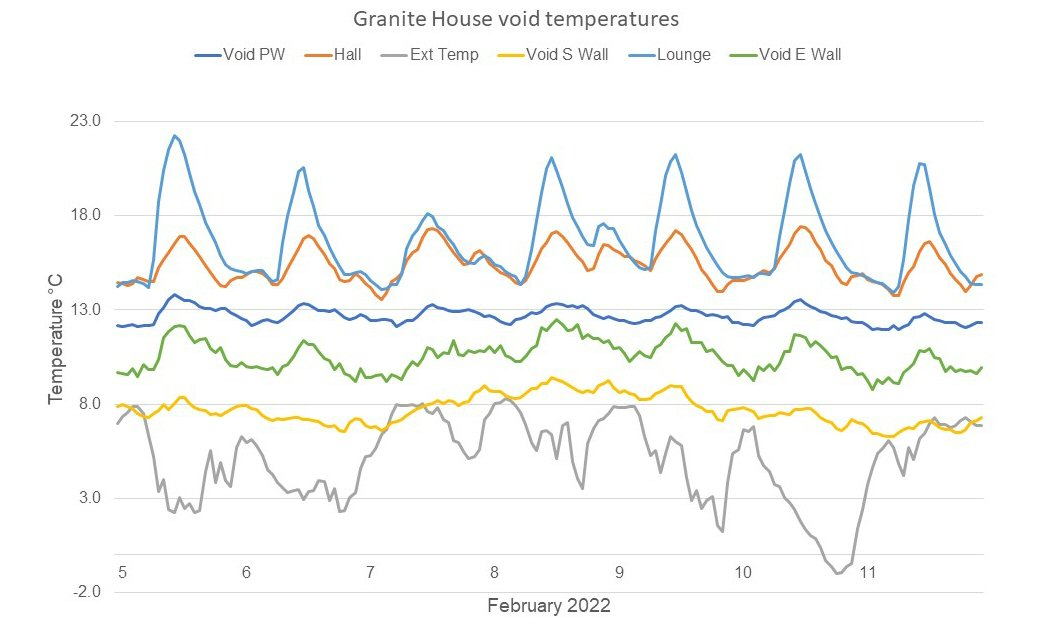 Granite House void temperatures
Void PW Hall Ext Temp Void S Wall Lounge Void E Wall
23.0
18.0
13.0
8.0
3.0
-2.0
Temperature °C
5 6 7 8 9 10 11
February 2022